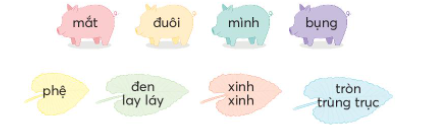 mắt đuôi mình bụng
phệ đen xinh tròn
lay láy xinh trùng trục